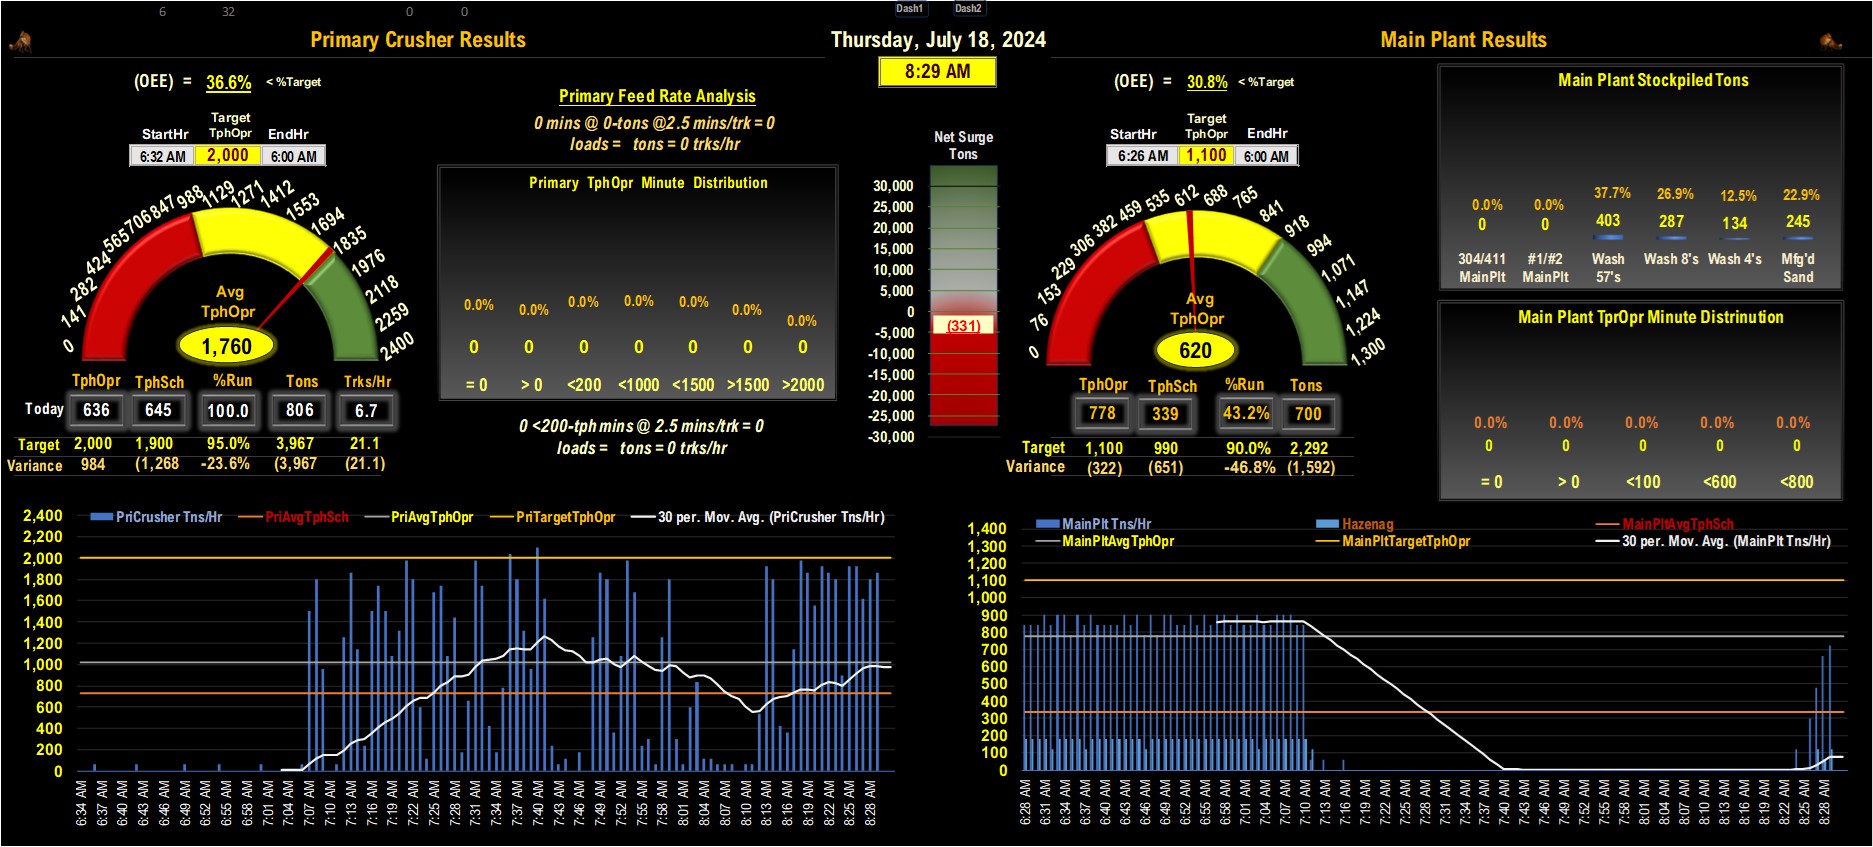 6 32 0 0 Dash1 Dash2
Primary Crusher Results
Thursday, July 18, 2024
Main Plant Results
8:29 AM
(OEE) = 36.6% < %Target
Target
StartHr TphOpr EndHr
6:32 AM 2,000 6:00 AM
0 141 282 424 565 706 847 988 1129 1271 1412 1553 1694 1835 1976 2118 2259 2400
Avg
TphOpr
1,760
TphOpr TphSch %Run Tons Trks/Hr
Today 636 645 100.0 806 6.7
Target 2,000 1,900 95.0% 3,967 21.1
Variance 984 (1,268 -23.6% (3,967 (21.1)
Primary Feed Rate Analysis
0 mins @ 0-tons @2.5 mins/trk = 0
loads = tons = 0 trks/hr
Primary TphOpr Minute Distribution
0.0% 0.0% 0.0% 0.0% 0.0% 0.0% 0.0%
0 0 0 0 0 0 0
= 0 > 0 <200 <1000 <1500 >1500 >2000
0 <200-tph mins @ 2.5 mins/trk = 0
loads = tons = 0 trks/hr
Net Surge
Tons
30,000
25,000
20,000
15,000
10,000
5,000
0
-5,000
-10,000
-15,000
-20,000
-25,000
-30,000
(331)
(OEE) = 30.8% < %Target
Target
StartHr TphOpr EndHr
6:26 AM 1,100 6:00 AM
0 76 153 229 306 382 459 535 612 688 765 841 918 994 1,071 1,147 1,224 1,300
Avg
TphOpr
620
TphOpr TphSch %Run Tons
778 339 43.2% 700
Target 1,100 990 90.0% 2,292
Variance (322) (651) -46.8% (1,592)
Main Plant Stockpiled Tons
0.0% 0.0% 37.7% 26.9% 12.5% 22.9%
0 0 403 287 134 245
304/411 #1/#2 Wash Wash 8's Wash 4's Mfg'd
MainPlt MainPlt 57's Sand
Main Plant TprOpr Minute Distrinution
0.0% 0.0% 0.0% 0.0% 0.0% 0.0%
0 0 0 0 0
= 0 > 0 <100 <600 <800
PriCrusher Tns/Hr PriAvgTphSch PriAvgTphOpr PriTargetTphOpr 30 per. Mov. Avg. (PriCrusher Tns/Hr)
2,400
2,200
2,000
1,800
1,600
1,400
1,200
1,000
800
600
400
200
0
6:34 AM 6:37 AM 6:40 AM 6:43 AM 6:46 AM 6:49 AM 6:52 AM 6:55 AM 6:58 AM 7:01 AM 7:04 AM 7:07 AM 7:10 AM 7:13 AM 7:16 AM 7:19 AM 7:22 AM 7:25 AM 7:28 AM 7:31 AM 7:34 AM 7:37 AM 7:40 AM 7:43 AM 7:46 AM 7:49 AM 7:52 AM 7:55 AM 7:58 AM 8:01 AM 8:04 AM 8:07 AM 8:10 AM 8:13 AM 8:16 AM 8:19 AM 8:22 AM 8:25 AM 8:28 AM
MainPlt Tns/Hr Hazenag MainPltAvgTphSch
MainPltAvgTphOpr MainPltTargetTphOpr 30 per. Mov. Avg. (MainPlt Tns/Hr)
1,400
1,300
1,200
1,100
1,000
900
800
700
600
500
400
300
200
100
0
6:28 AM 6:31 AM 6:34 AM 6:37 AM 6:40 AM 6:43 AM 6:46 AM 6:49 AM 6:52 AM 6:55 AM 6:58 AM 7:01 AM 7:04 AM 7:07 AM 7:10 AM 7:13 AM 7:16 AM 7:19 AM 7:22 AM 7:25 AM 7:28 AM 7:31 AM 7:34 AM 7:37 AM 7:40 AM 7:43 AM 7:46 AM 7:49 AM 7:52 AM 7:55 AM 7:58 AM 8:01 AM 8:04 AM 8:07 AM 8:10 AM 8:13 AM 8:16 AM 8:19 AM 8:22 AM 8:25 AM 8:28 AM